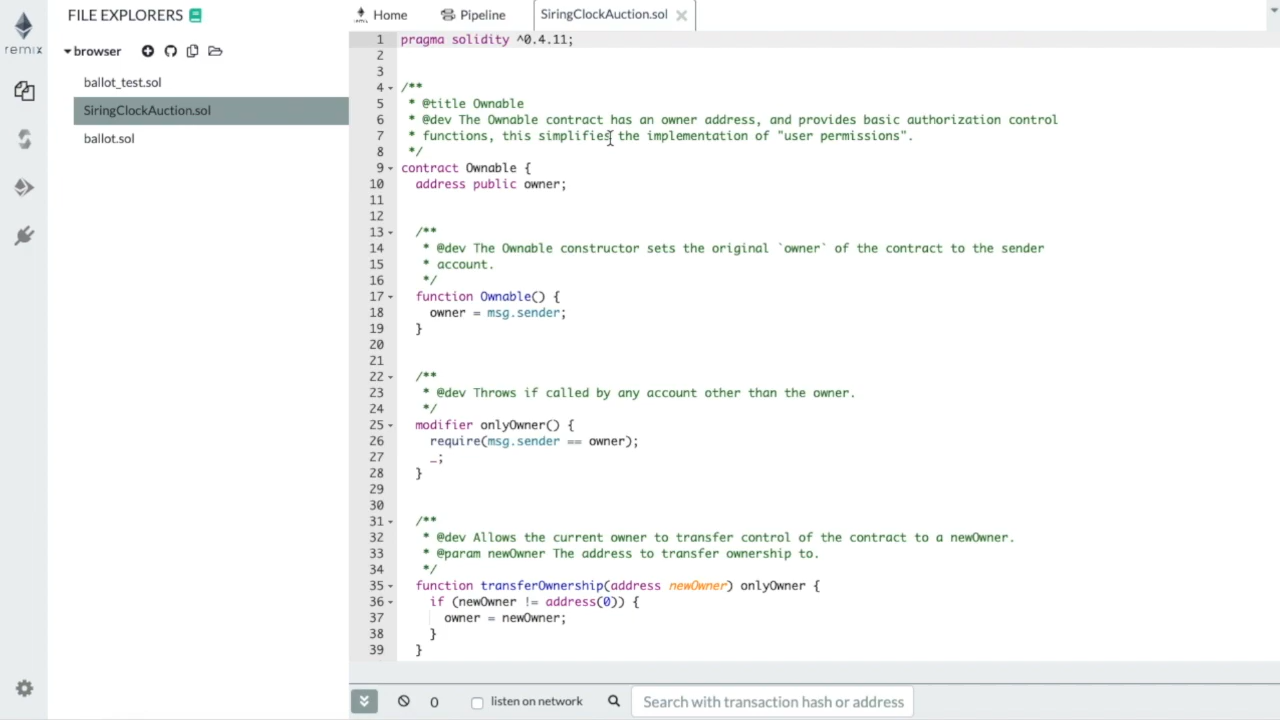 remix
FILE EXPLORERS
browser
ballot_test.sol
SiringClockAuction.sol
ballot.sol
Home
Pipeline
SiringClockAuction.sol
1 pragma solidity ^0.4.11;
2
3
4 /**
5 * @title Ownable
6 * @dev The Ownable contract has an owner address, and provides basic authorization control
7 * functions, this simplifies the implementation of "user permissions".
8 */
9 contract Ownable {
10 address public owner;
11
12
13 /**
14 * @dev The Ownable constructor sets the original `owner` of the contract to the sender
15 * account.
16 */
17 function Ownable() {
18 owner = msg.sender;
19 }
20
21
22 /**
23 * @dev Throws if called by any account other than the owner.
24 */
25 modifier onlyOwner() {
26 require(msg.sender == owner);
27 _;
28 }
29
30
31 /**
32 * @dev Allows the current owner to transfer control of the contract to a newOwner.
33 * @param newOwner The address to transfer ownership to.
34 */
35 function transferOwnership(address newOwner) onlyOwner {
36 if (newOwner != address(0)) {
37 owner = newOwner;
38 }
39 }
0
listen on network
Search with transaction hash or address